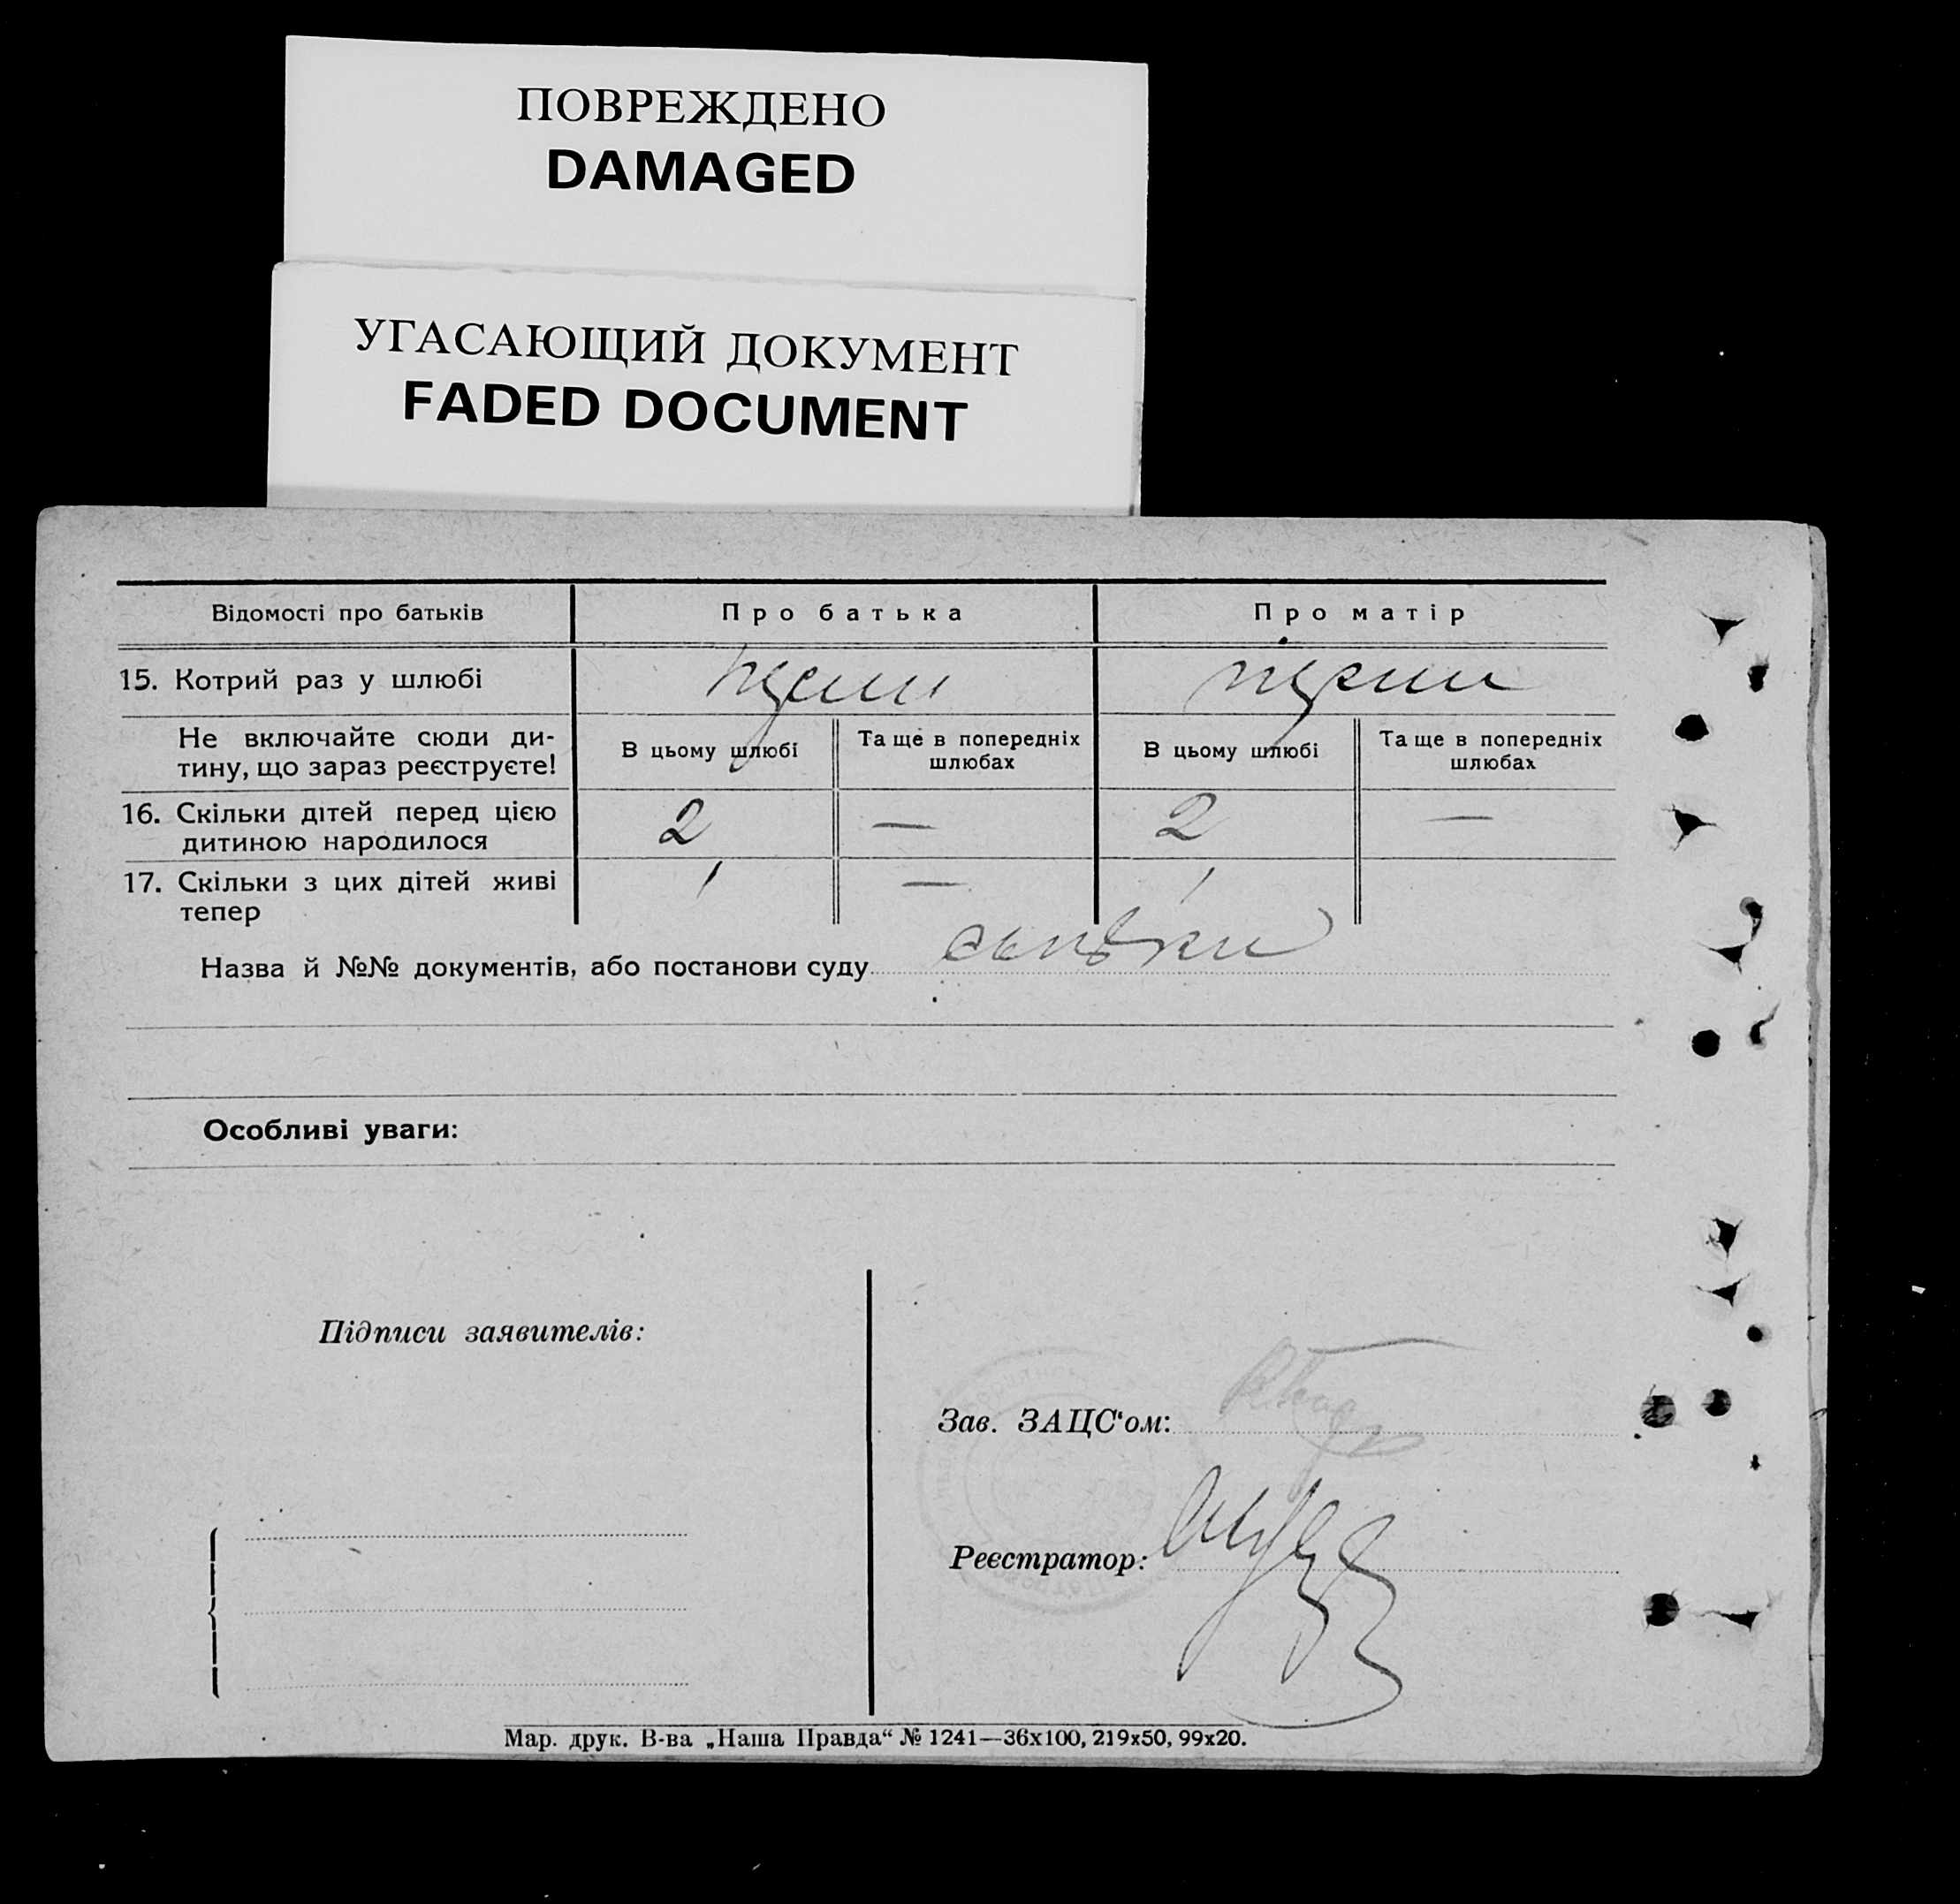 ПОВРЕЖДЕНО
DAMAGED
УГАСАЮЩИЙ ДОКУМЕНТ
FADED DOCUMENT
Відомості про батьків Про батька Про матір
15. Котрий раз у шлюбі
Не включайте сюди ди-
тину, що зараз реєструєте!
В цьому шлюбі
Та ще в попередніх
шлюбах
В цьому шлюбі
Та ще в попередніх
шлюбах
16. Скільки дітей перед цією
дитиною народилося
2 — 2 —
17. Скільки з цих дітей живі
тепер
1 — 1
Назва й №№ документів, або постанови суду
Особливі уваги:
Підписи заявителів:
Зав. ЗАЦС‘ом:
Реєстратор:
Мар. друк. В-ва „Наша Правда“ № 1241—36х100, 219х50, 99х20.